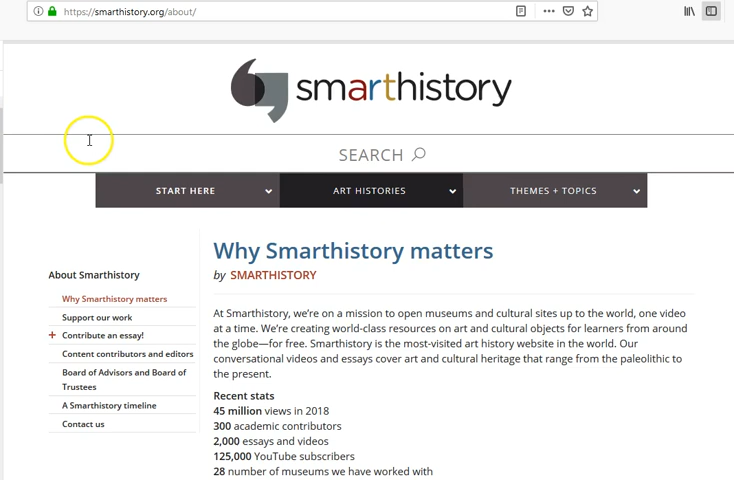 https://smarthistory.org/about/
smarthistory
SEARCH
START HERE
ART HISTORIES
THEMES + TOPICS
About Smarthistory
Why Smarthistory matters
Support our work
+ Contribute an essay!
Content contributors and editors
Board of Advisors and Board of
Trustees
A Smarthistory timeline
Contact us
Why Smarthistory matters
by SMARTHISTORY
At Smarthistory, we’re on a mission to open museums and cultural sites up to the world, one video
at a time. We’re creating world-class resources on art and cultural objects for learners from around
the globe—for free. Smarthistory is the most-visited art history website in the world. Our
conversational videos and essays cover art and cultural heritage that range from the paleolithic to
the present.
Recent stats
45 million views in 2018
300 academic contributors
2,000 essays and videos
125,000 YouTube subscribers
28 number of museums we have worked with